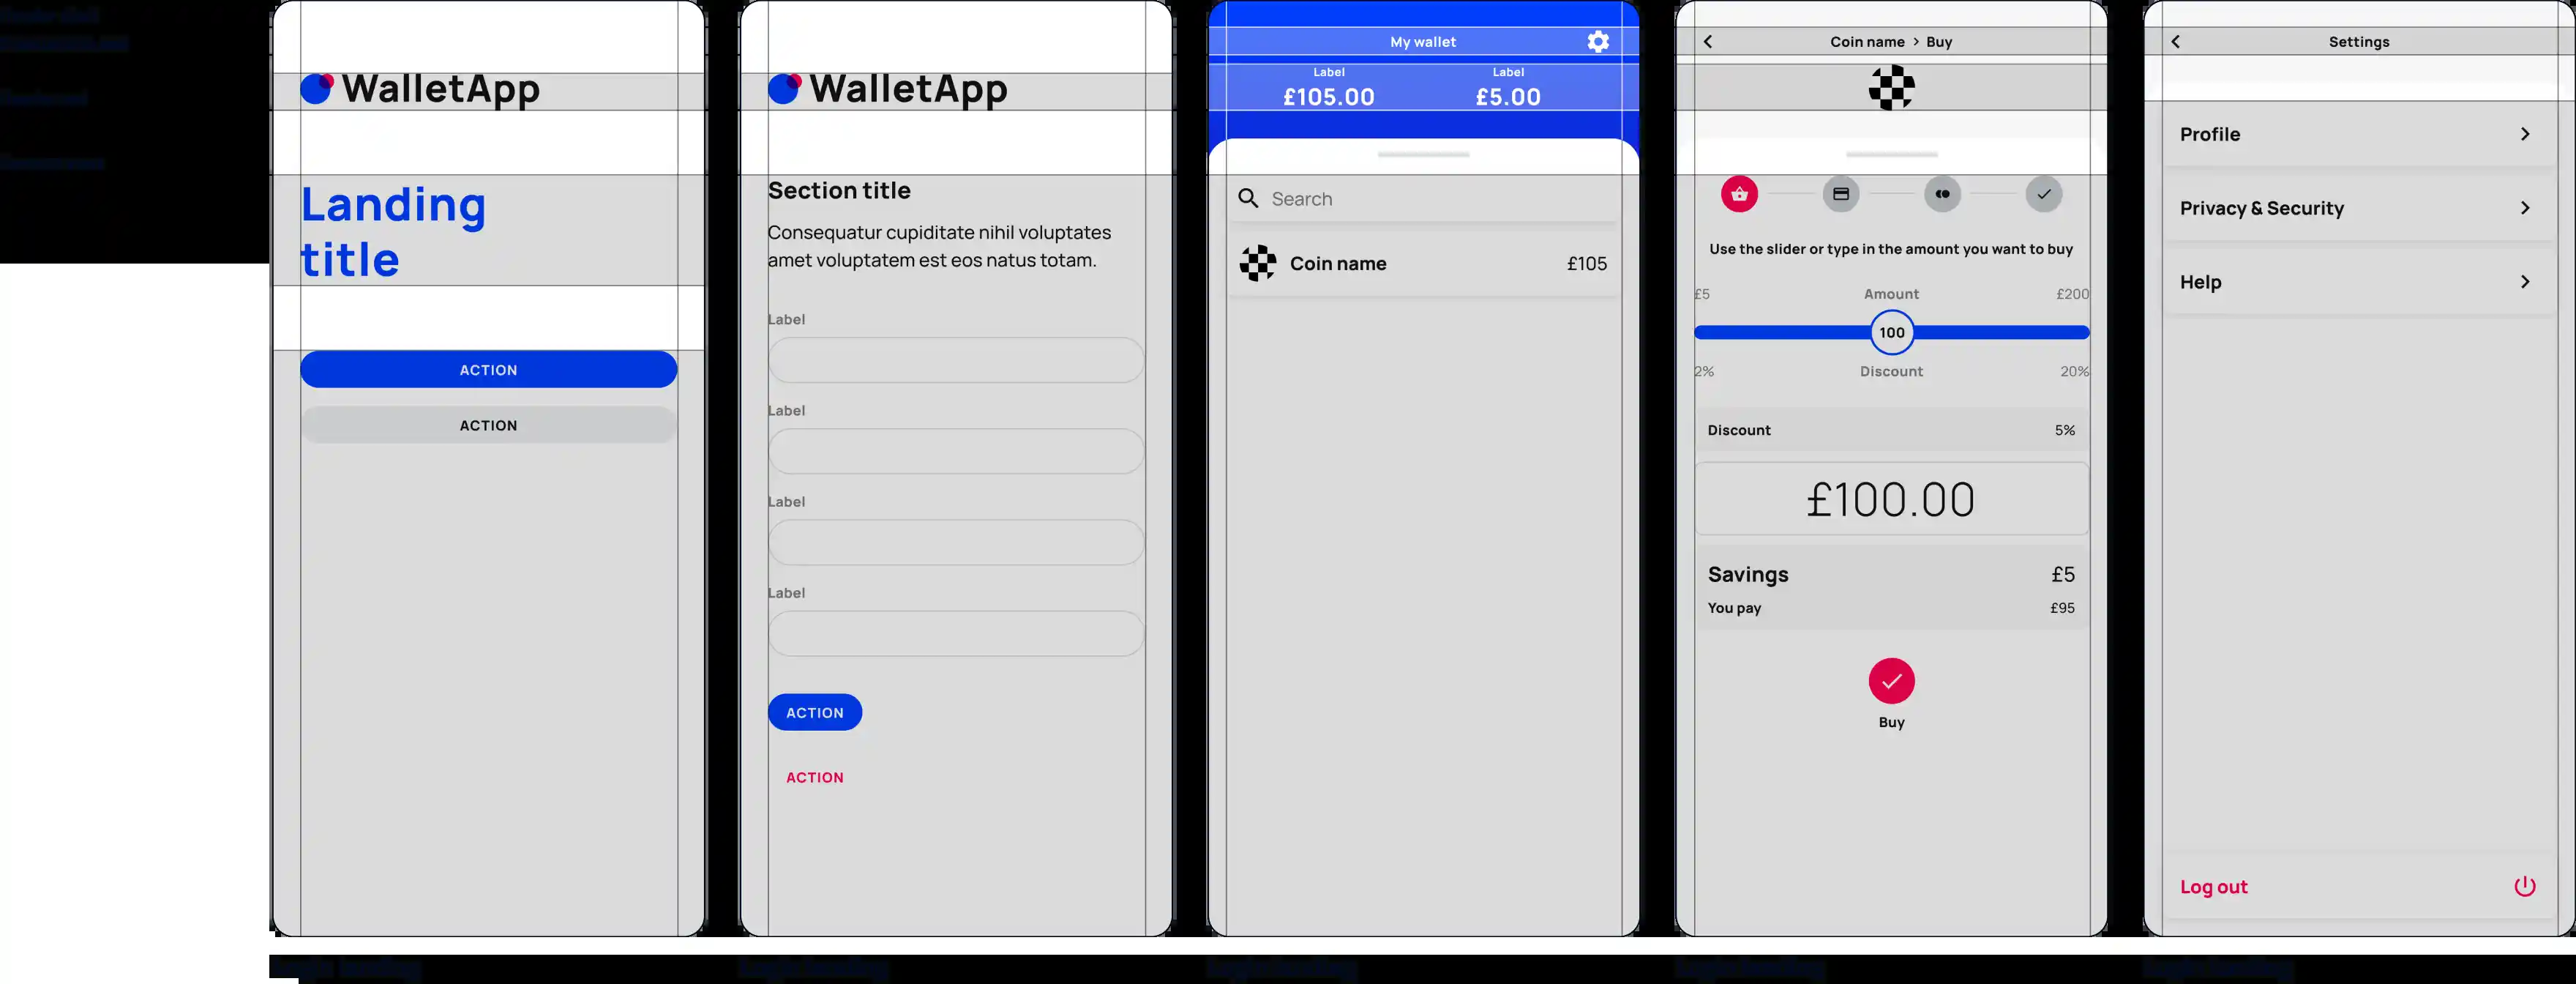 WalletApp
Landing
title
ACTION
ACTION
WalletApp
Section title
Consequatur cupiditate nihil voluptates
amet voluptatem est eos natus totam.
Label
Label
Label
Label
ACTION
ACTION
My wallet
Label
£105.00
Label
£5.00
Search
Coin name
£105
Coin name > Buy
Use the slider or type in the amount you want to buy
£5
Amount
£200
100
2%
Discount
20%
Discount
5%
£100.00
Savings
£5
You pay
£95
Buy
Settings
Profile
Privacy & Security
Help
Log out